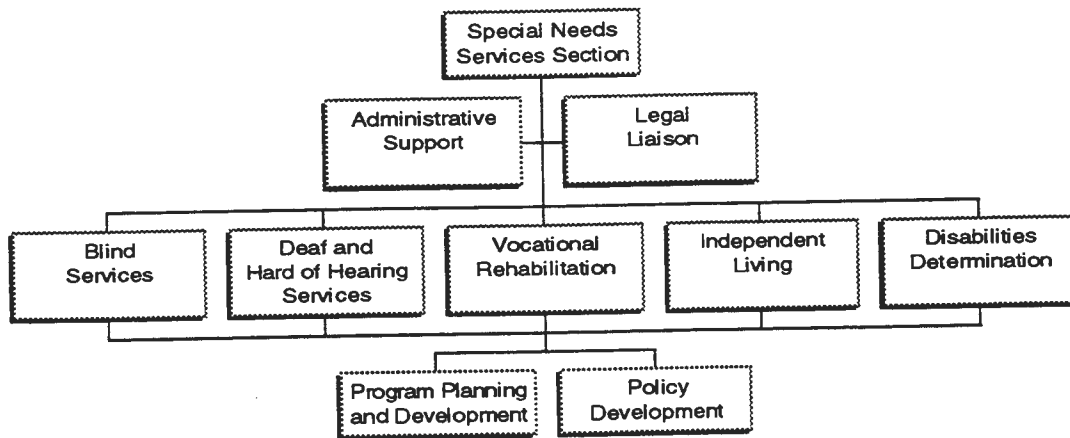 Special Needs
Services Section
Administrative
Support
Legal
Liaison
Blind
Services
Deaf and
Hard of Hearing
Services
Vocational
Rehabilitation
Independent
Living
Disabilities
Determination
Program Planning
and Development
Policy
Development